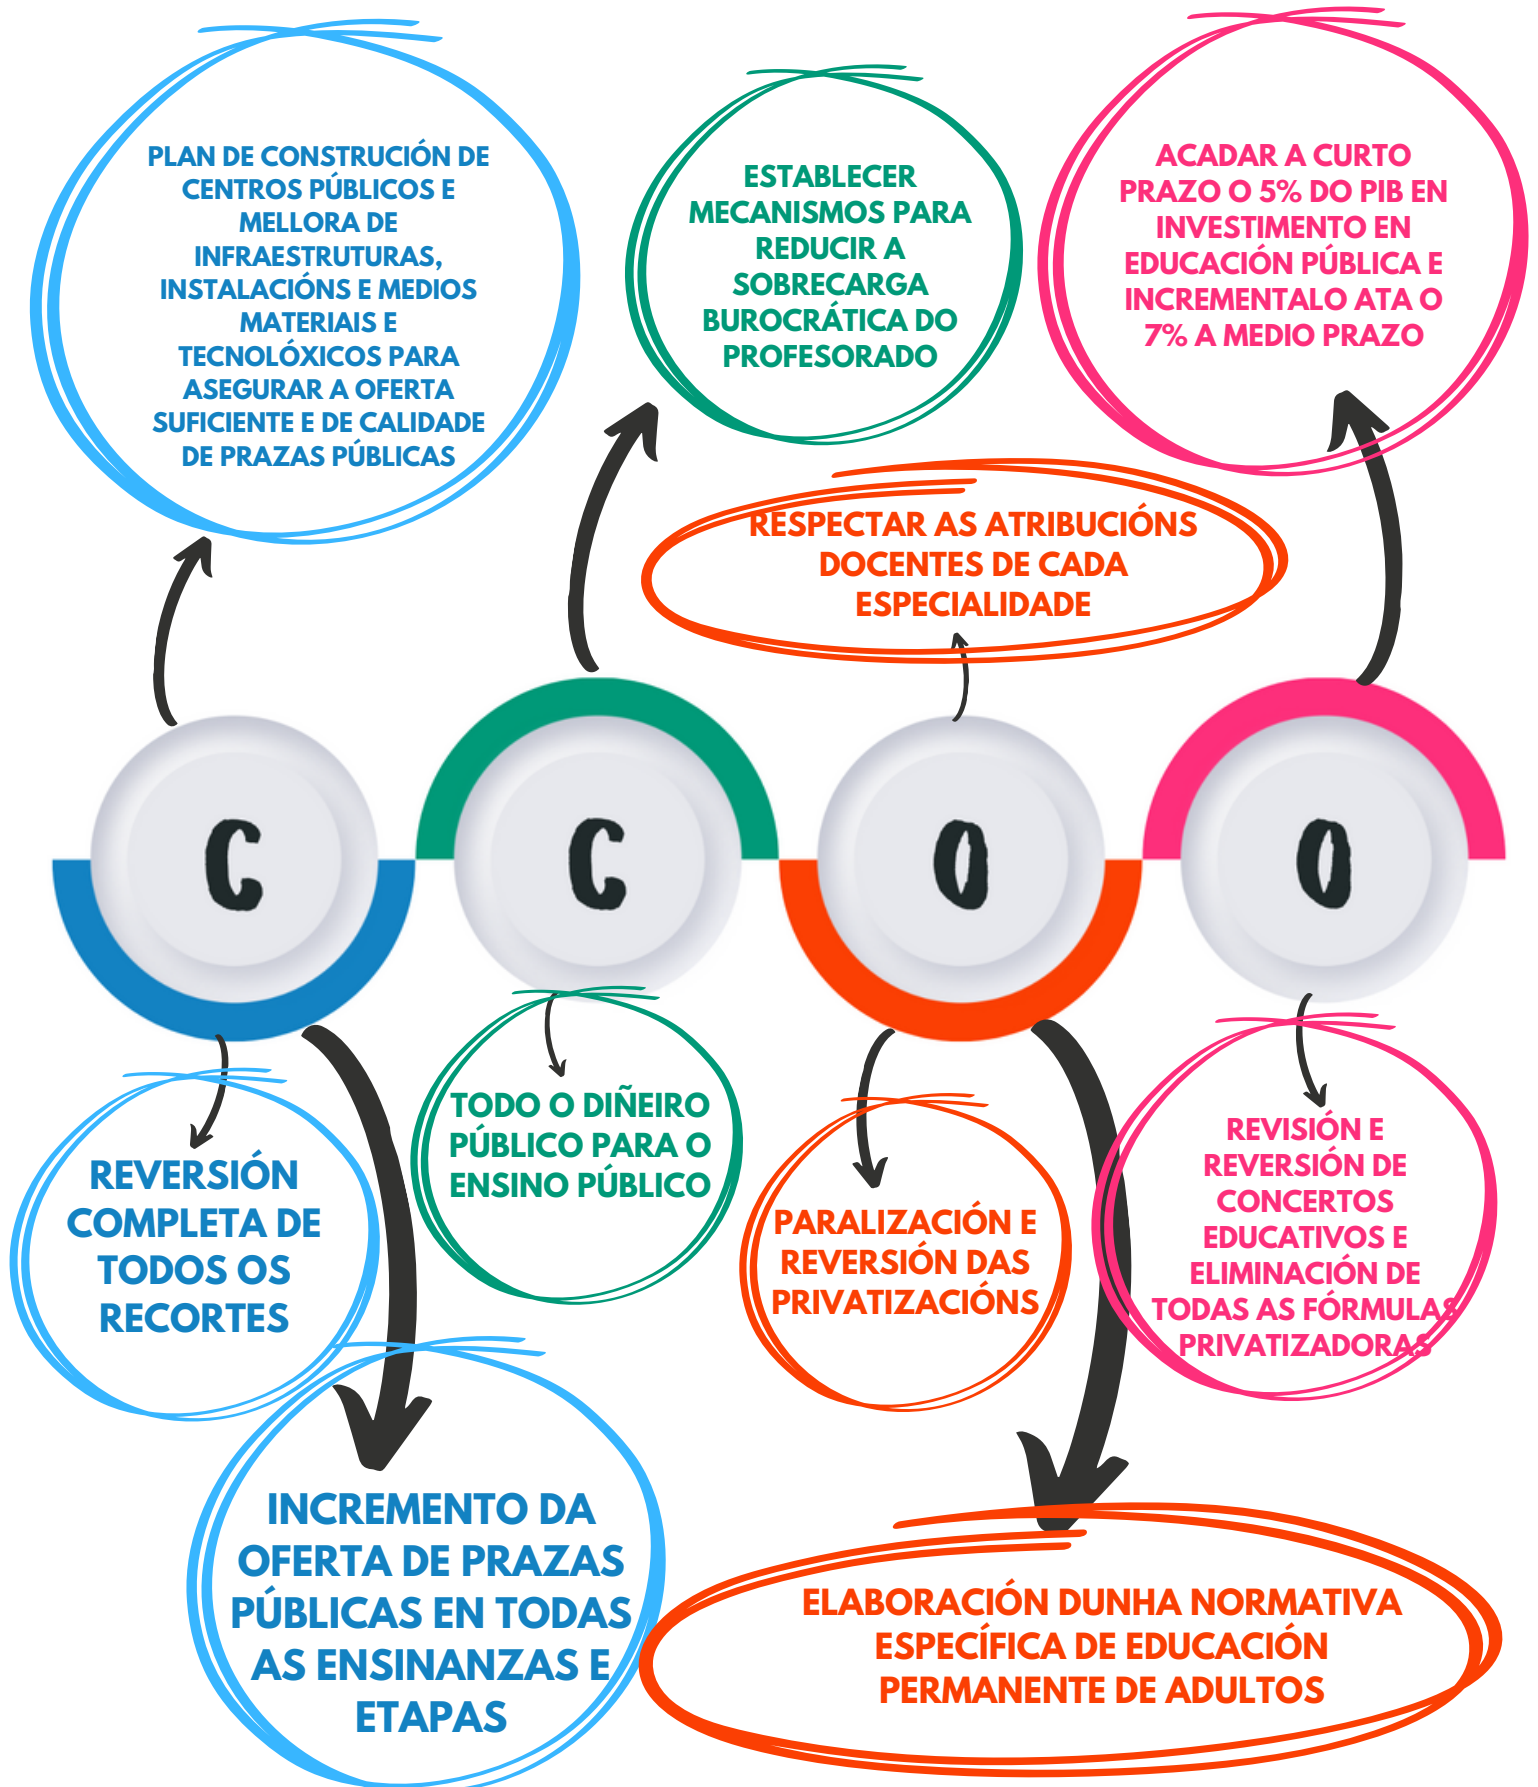 PLAN DE CONSTRUCIÓN DE
CENTROS PÚBLICOS E
MELLORA DE
INFRAESTRUTURAS,
INSTALACIÓNS E MEDIOS
MATERIAIS E
TECNOLÓXICOS PARA
ASEGURAR A OFERTA
SUFICIENTE E DE CALIDADE
DE PRAZAS PÚBLICAS
ESTABLECER
MECANISMOS PARA
REDUCIR A
SOBRECARGA
BUROCRÁTICA DO
PROFESORADO
ACADAR A CURTO
PRAZO O 5% DO PIB EN
INVESTIMENTO EN
EDUCACIÓN PÚBLICA E
INCREMENTALO ATA O
7% A MEDIO PRAZO
RESPECTAR AS ATRIBUCIÓNS
DOCENTES DE CADA
ESPECIALIDADE
C C O O
REVERSIÓN
COMPLETA DE
TODOS OS
RECORTES
TODO O DIÑEIRO
PÚBLICO PARA O
ENSINO PÚBLICO
PARALIZACIÓN E
REVERSIÓN DAS
PRIVATIZACIÓNS
REVISIÓN E
REVERSIÓN DE
CONCERTOS
EDUCATIVOS E
ELIMINACIÓN DE
TODAS AS FÓRMULAS
PRIVATIZADORAS
INCREMENTO DA
OFERTA DE PRAZAS
PÚBLICAS EN TODAS
AS ENSINANZAS E
ETAPAS
ELABORACIÓN DUNHA NORMATIVA
ESPECÍFICA DE EDUCACIÓN
PERMANENTE DE ADULTOS